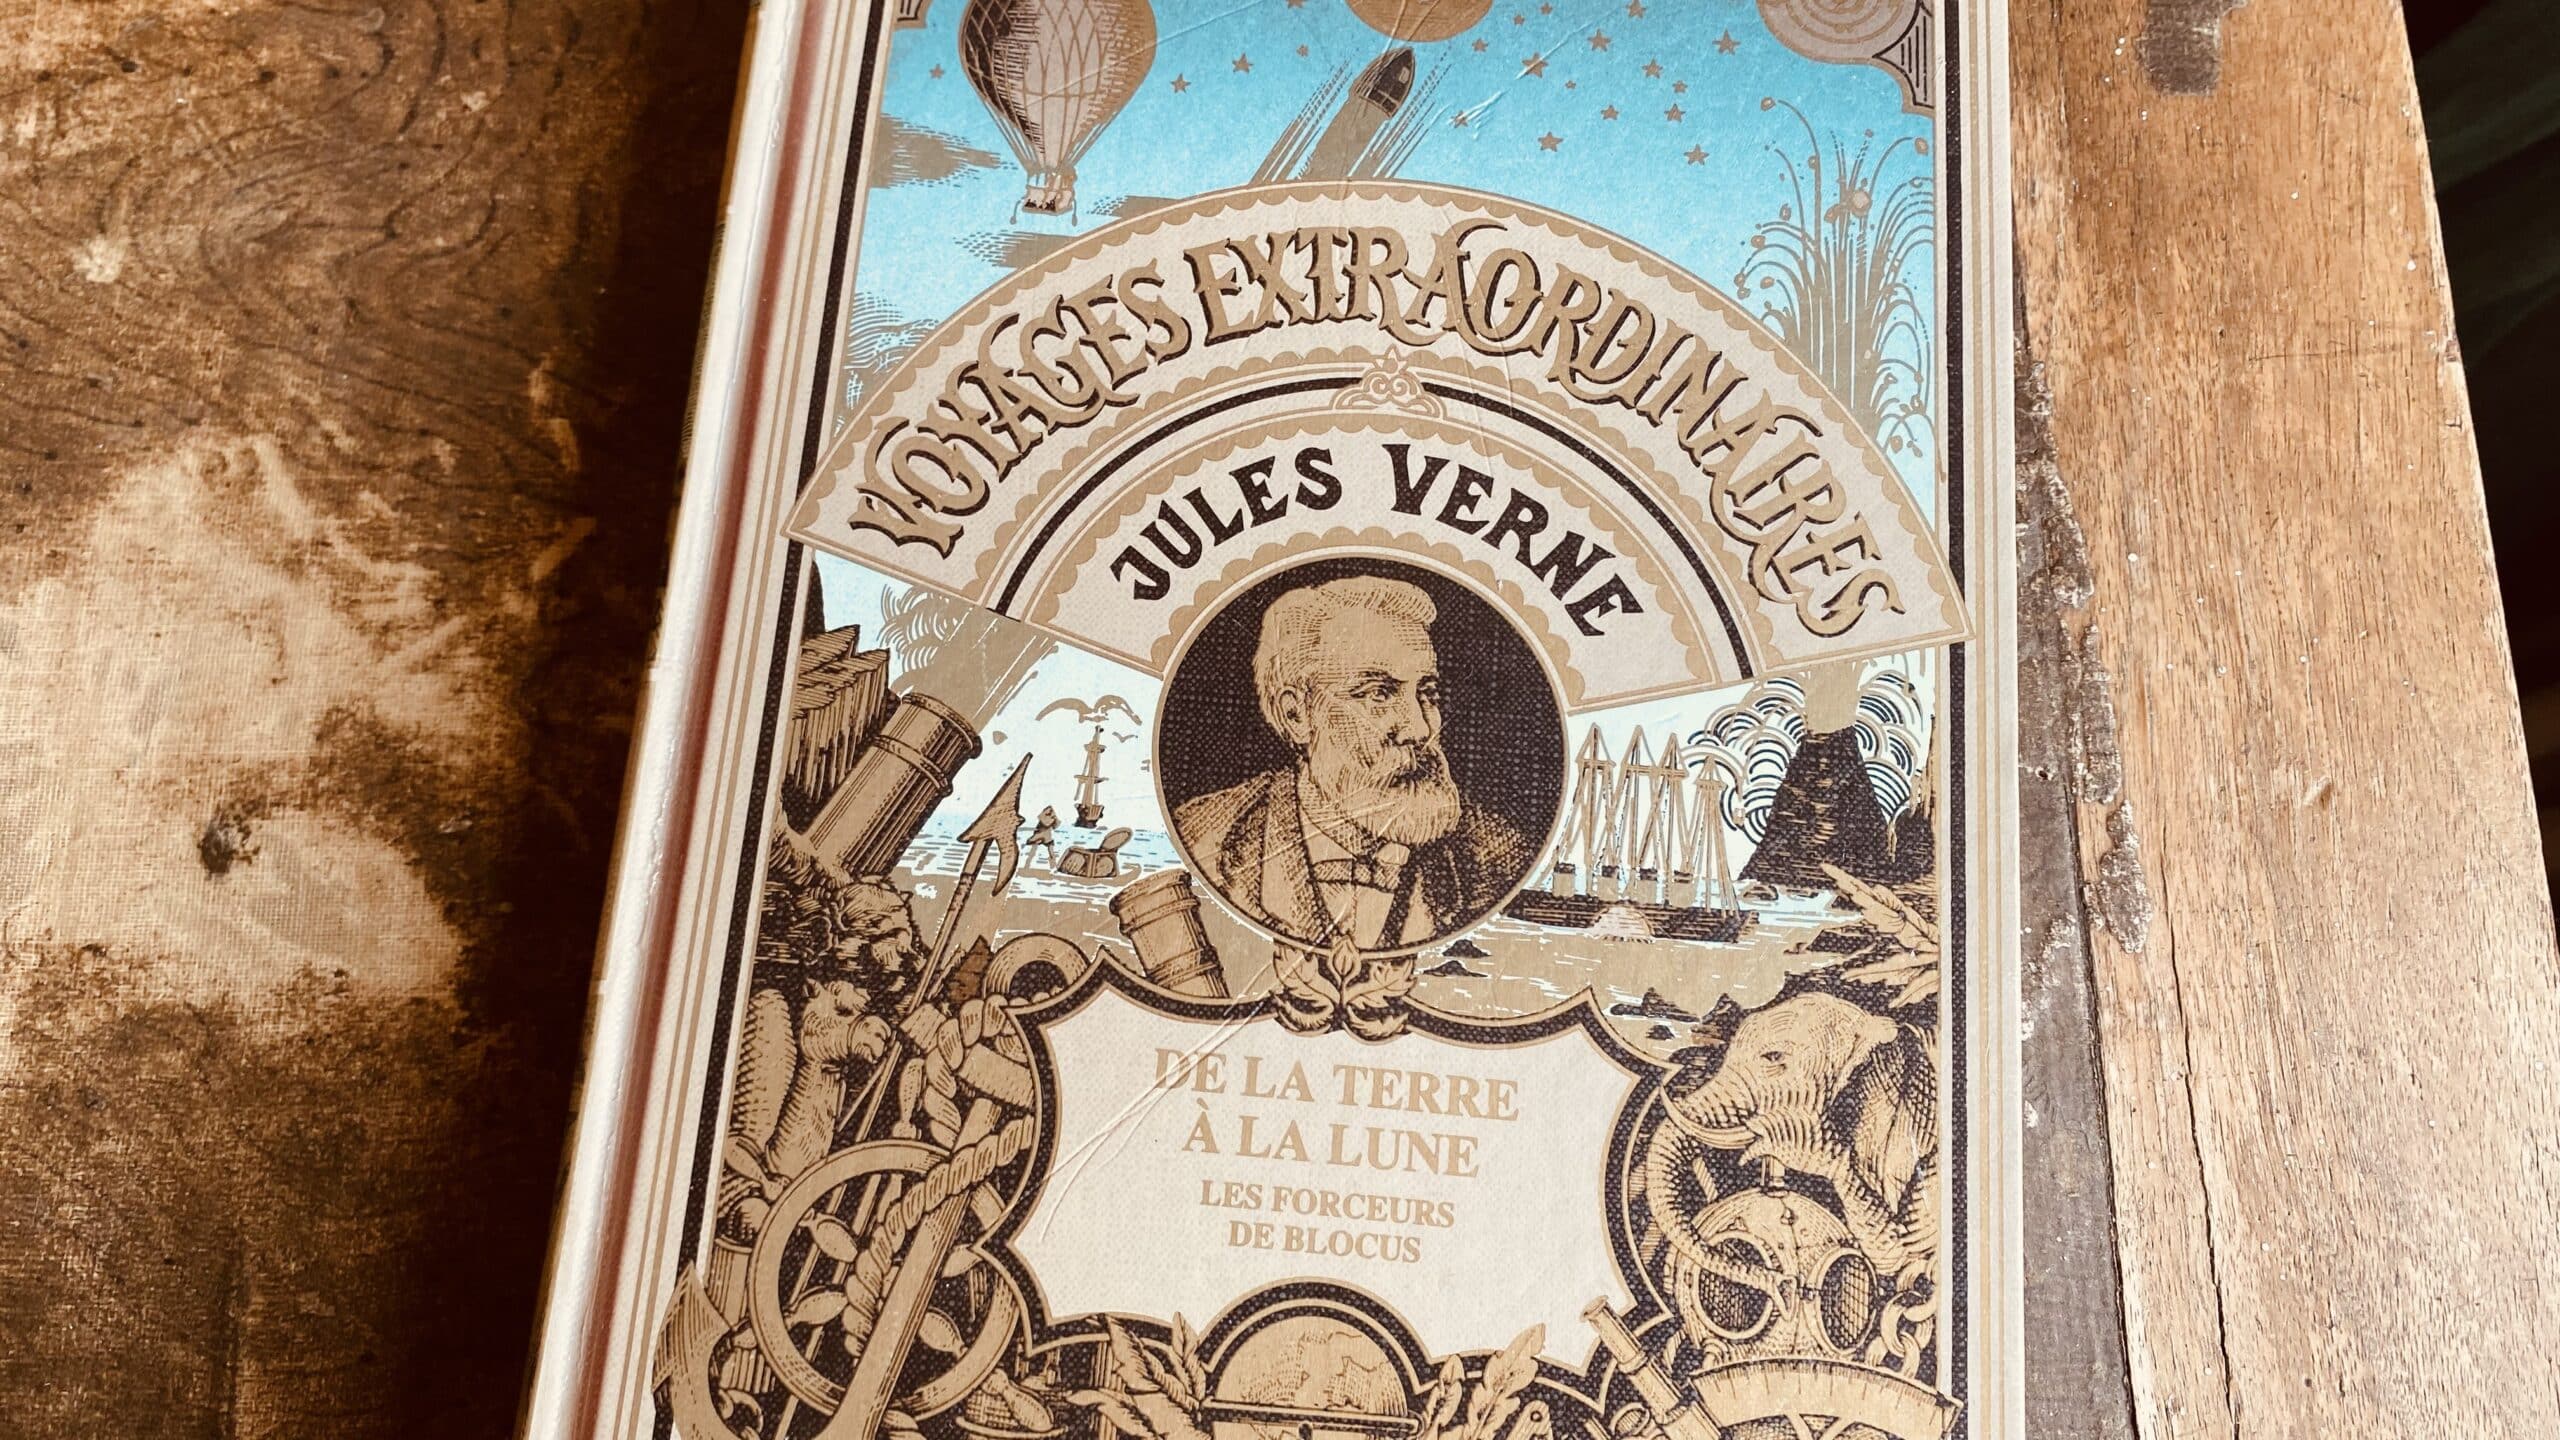 VOYAGES EXTRAORDINAIRES
JULES VERNE
DE LA TERRE
À LA LUNE
LES FORCEURS
DE BLOCUS